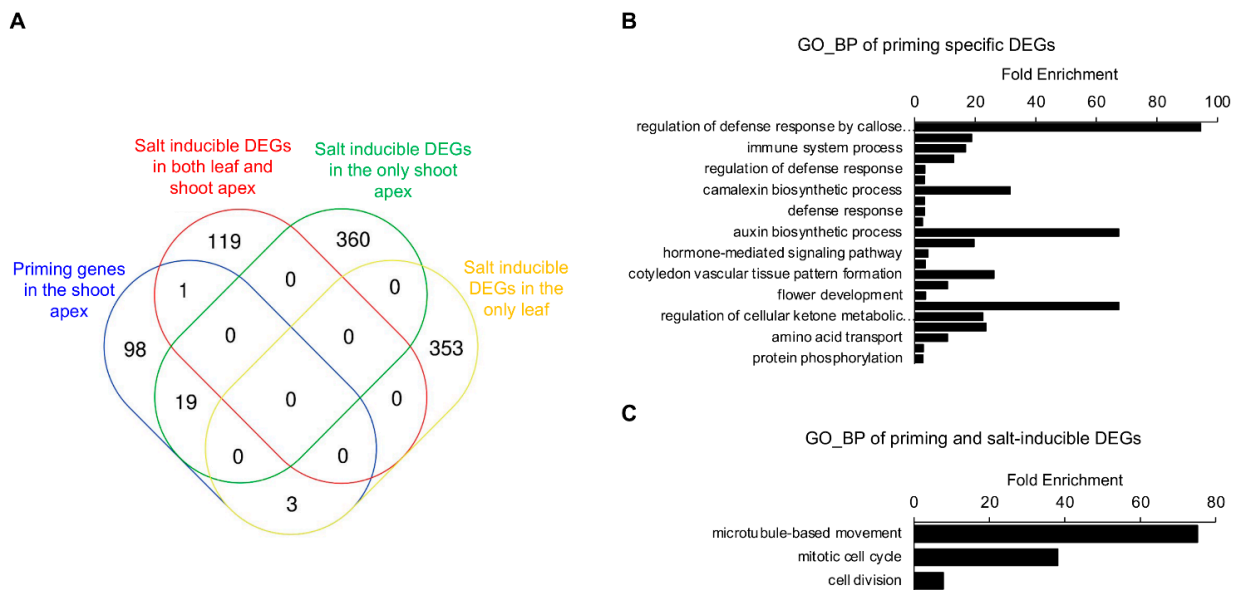 A
Salt inducible DEGs
in both leaf and
shoot apex
Salt inducible DEGs
in the only shoot
apex
Priming genes
in the shoot
apex
Salt inducible
DEGs in the
only leaf
119
360
0
1
0
0
0
98
353
19
0
0
0
0
3
B
GO_BP of priming specific DEGs
Fold Enrichment
0 20 40 60 80 100
regulation of defense response by callose...
immune system process
regulation of defense response
camalexin biosynthetic process
defense response
auxin biosynthetic process
hormone-mediated signaling pathway
cotyledon vascular tissue pattern formation
flower development
regulation of cellular ketone metabolic...
amino acid transport
protein phosphorylation
C
GO_BP of priming and salt-inducible DEGs
Fold Enrichment
0 20 40 60 80
microtubule-based movement
mitotic cell cycle
cell division